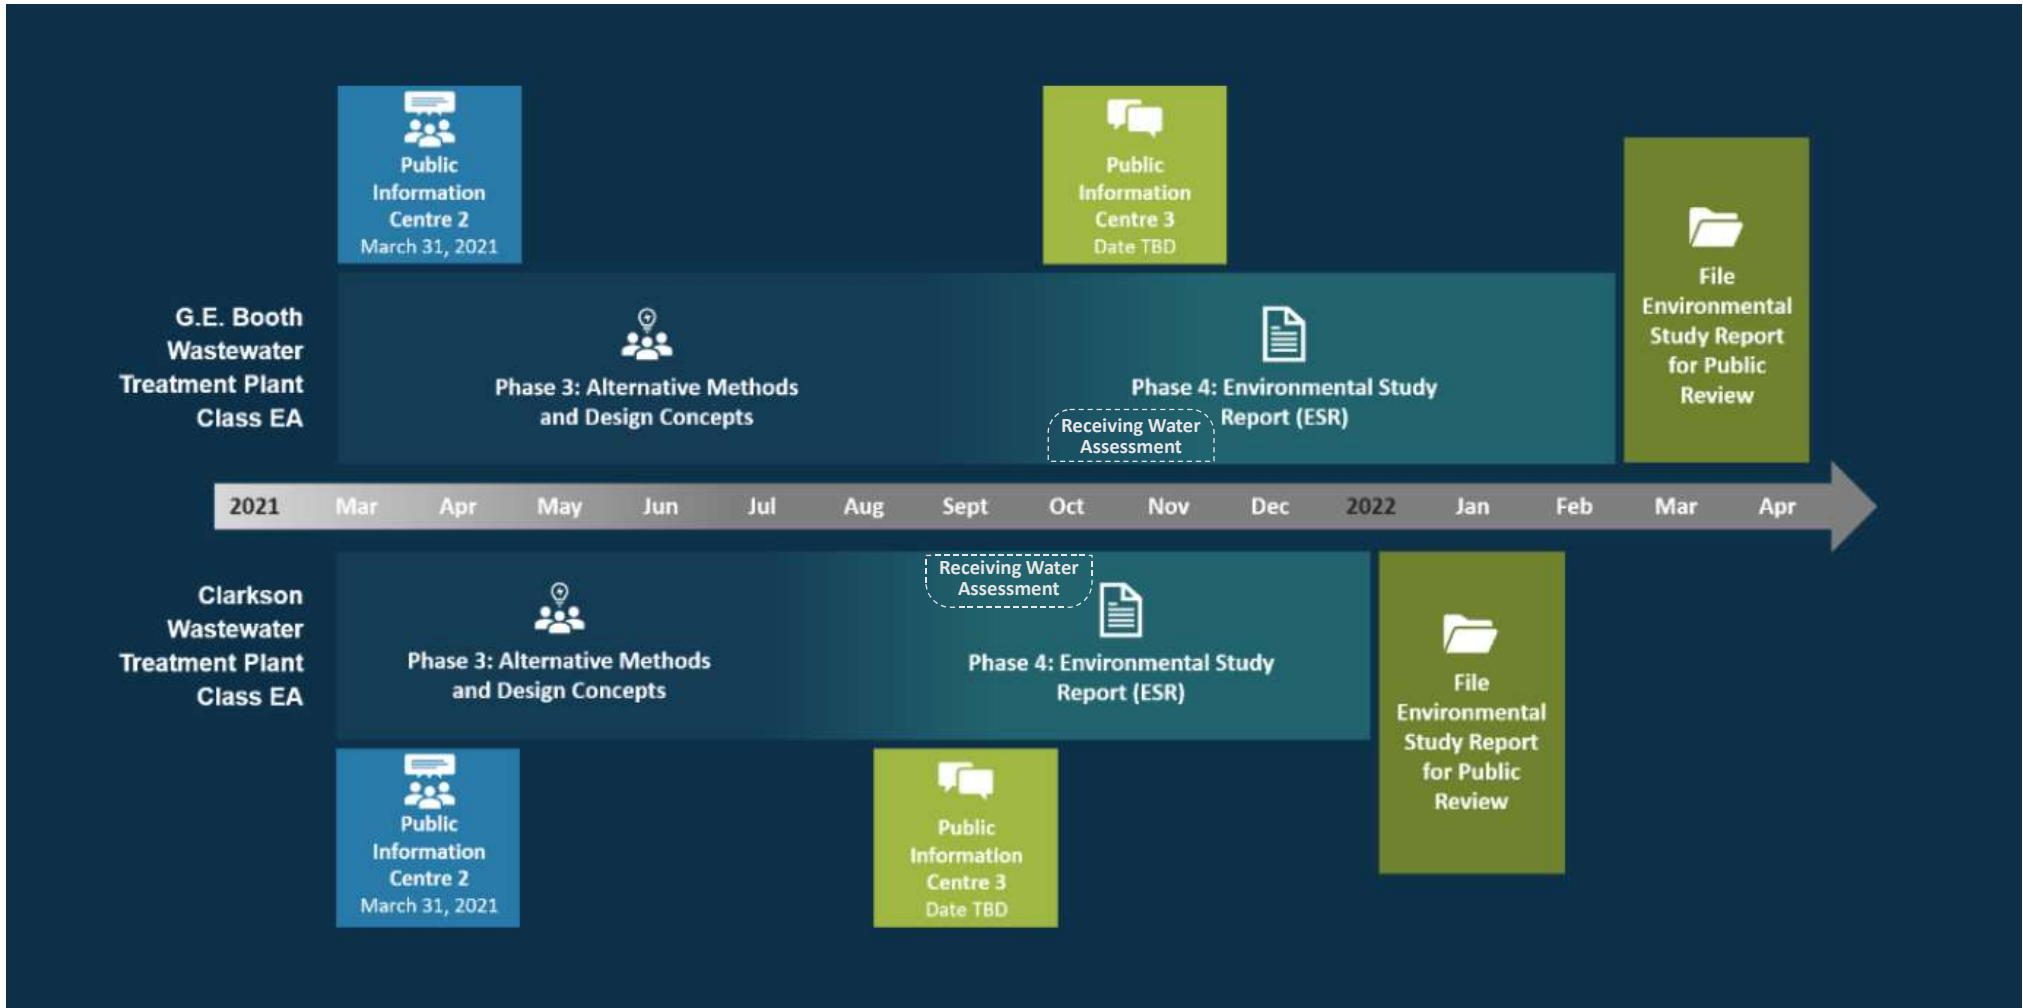 Public
Information
Centre 2
March 31, 2021
Public
Information
Centre 3
Date TBD
File
Environmental
Study Report
for Public
Review
G.E. Booth
Wastewater
Treatment Plant
Class EA
Phase 3: Alternative Methods
and Design Concepts
Phase 4: Environmental Study
Report (ESR)
Receiving Water
Assessment
2021 Mar Apr May Jun Jul Aug Sept Oct Nov Dec 2022 Jan Feb Mar Apr
Clarkson
Wastewater
Treatment Plant
Class EA
Phase 3: Alternative Methods
and Design Concepts
Receiving Water
Assessment
Phase 4: Environmental Study
Report (ESR)
File
Environmental
Study Report
for Public
Review
Public
Information
Centre 2
March 31, 2021
Public
Information
Centre 3
Date TBD